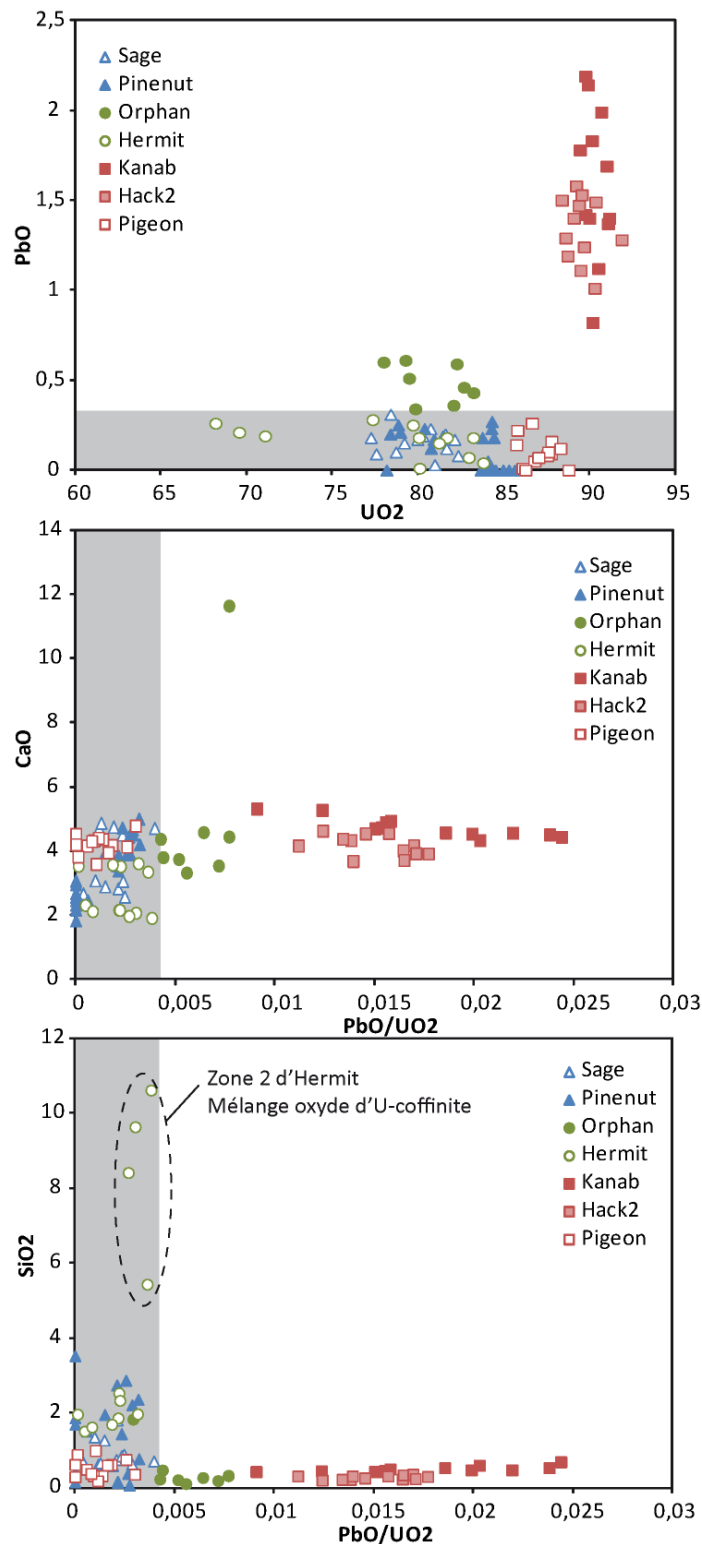 2,5
2
1,5
1
0,5
0
PbO
Sage
Pinenut
Orphan
Hermit
Kanab
Hack2
Pigeon
60 65 70 75 80 85 90 95
UO2
14
12
10
8
6
4
2
0
CaO
Sage
Pinenut
Orphan
Hermit
Kanab
Hack2
Pigeon
0 0,005 0,01 0,015 0,02 0,025 0,03
PbO/UO2
12
10
8
6
4
2
0
SiO2
Zone 2 d'Hermit
Mélange oxyde d'U-coffinite
Sage
Pinenut
Orphan
Hermit
Kanab
Hack2
Pigeon
0 0,005 0,01 0,015 0,02 0,025 0,03
PbO/UO2